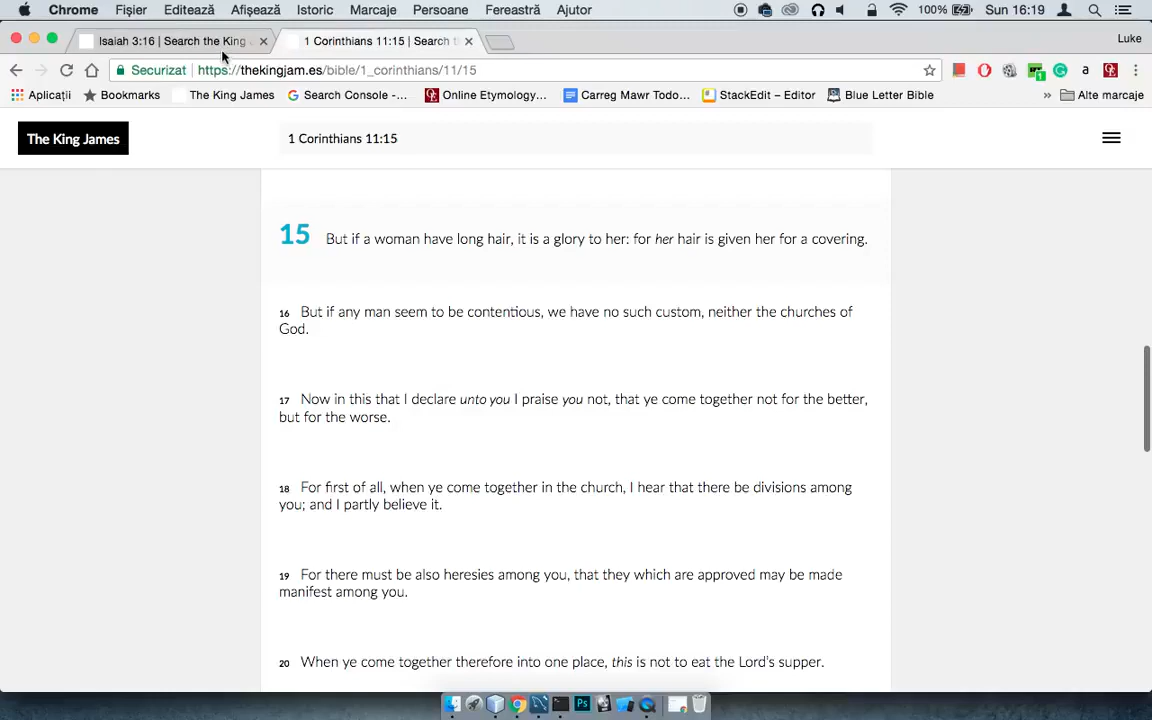 Chrome Fișier Editează Afișează Istoric Marcaje Persoane Fereastră Ajutor 100% Sun 16:19
Isaiah 3:16 | Search the King 1 Corinthians 11:15 | Search t Luke
Securizat https://thekingjam.es/bible/1_corinthians/11/15
Aplicații Bookmarks The King James Search Console -... Online Etymology... Carreg Mawr Todo... StackEdit – Editor Blue Letter Bible » Alte marcaje
The King James 1 Corinthians 11:15
15 But if a woman have long hair, it is a glory to her: for her hair is given her for a covering.
16 But if any man seem to be contentious, we have no such custom, neither the churches of
God.
17 Now in this that I declare unto you I praise you not, that ye come together not for the better,
but for the worse.
18 For first of all, when ye come together in the church, I hear that there be divisions among
you; and I partly believe it.
19 For there must be also heresies among you, that they which are approved may be made
manifest among you.
20 When ye come together therefore into one place, this is not to eat the Lord's supper.